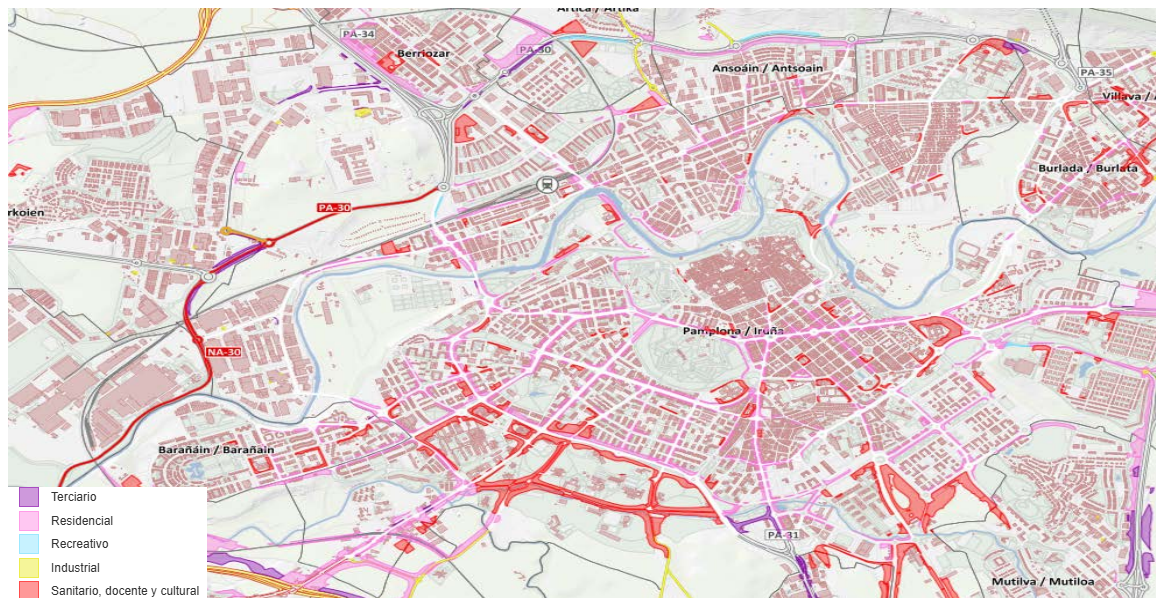 Artica / Artika
PA-34
Berriozar
PA-30
Ansoáin / Antsoain
PA-35
Villava / A
Burlada / Burlata
PA-30
rkoien
Pamplona / Iruña
NA-30
Barañáin / Barañain
PA-31
Mutilva / Mutiloa
Terciario
Residencial
Recreativo
Industrial
Sanitario, docente y cultural